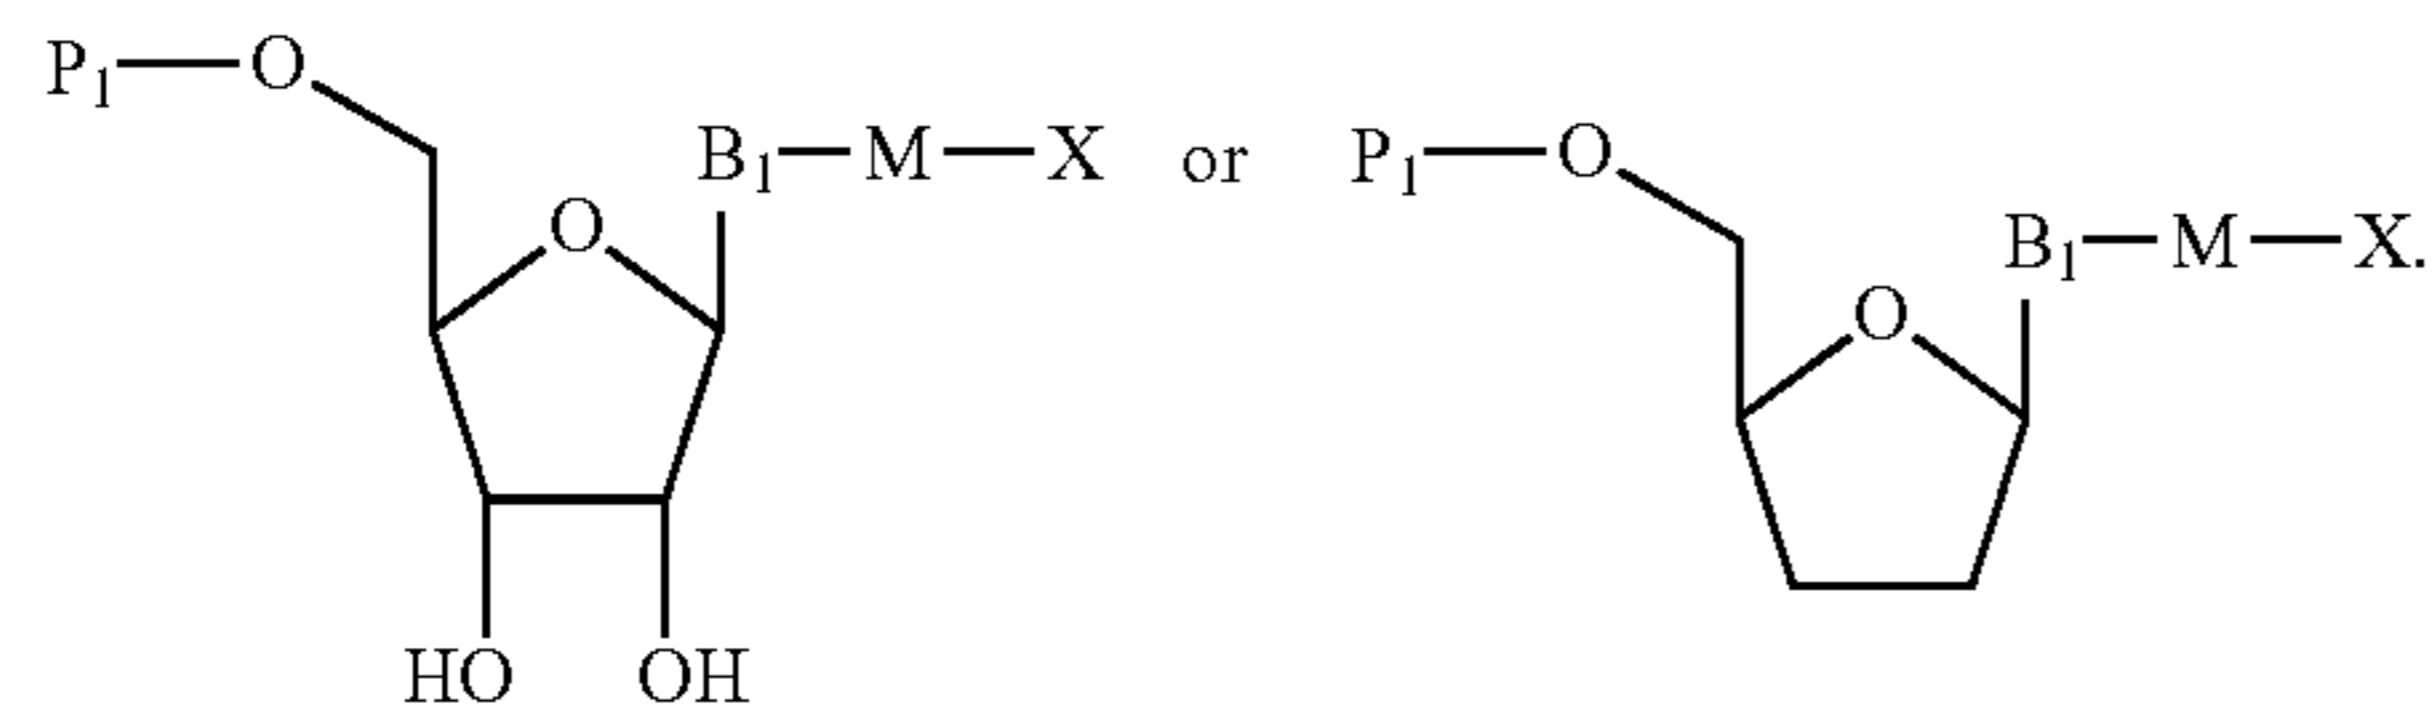 P₁—O
B₁—M—X or P₁—O
O B₁—M—X.
O
HO OH